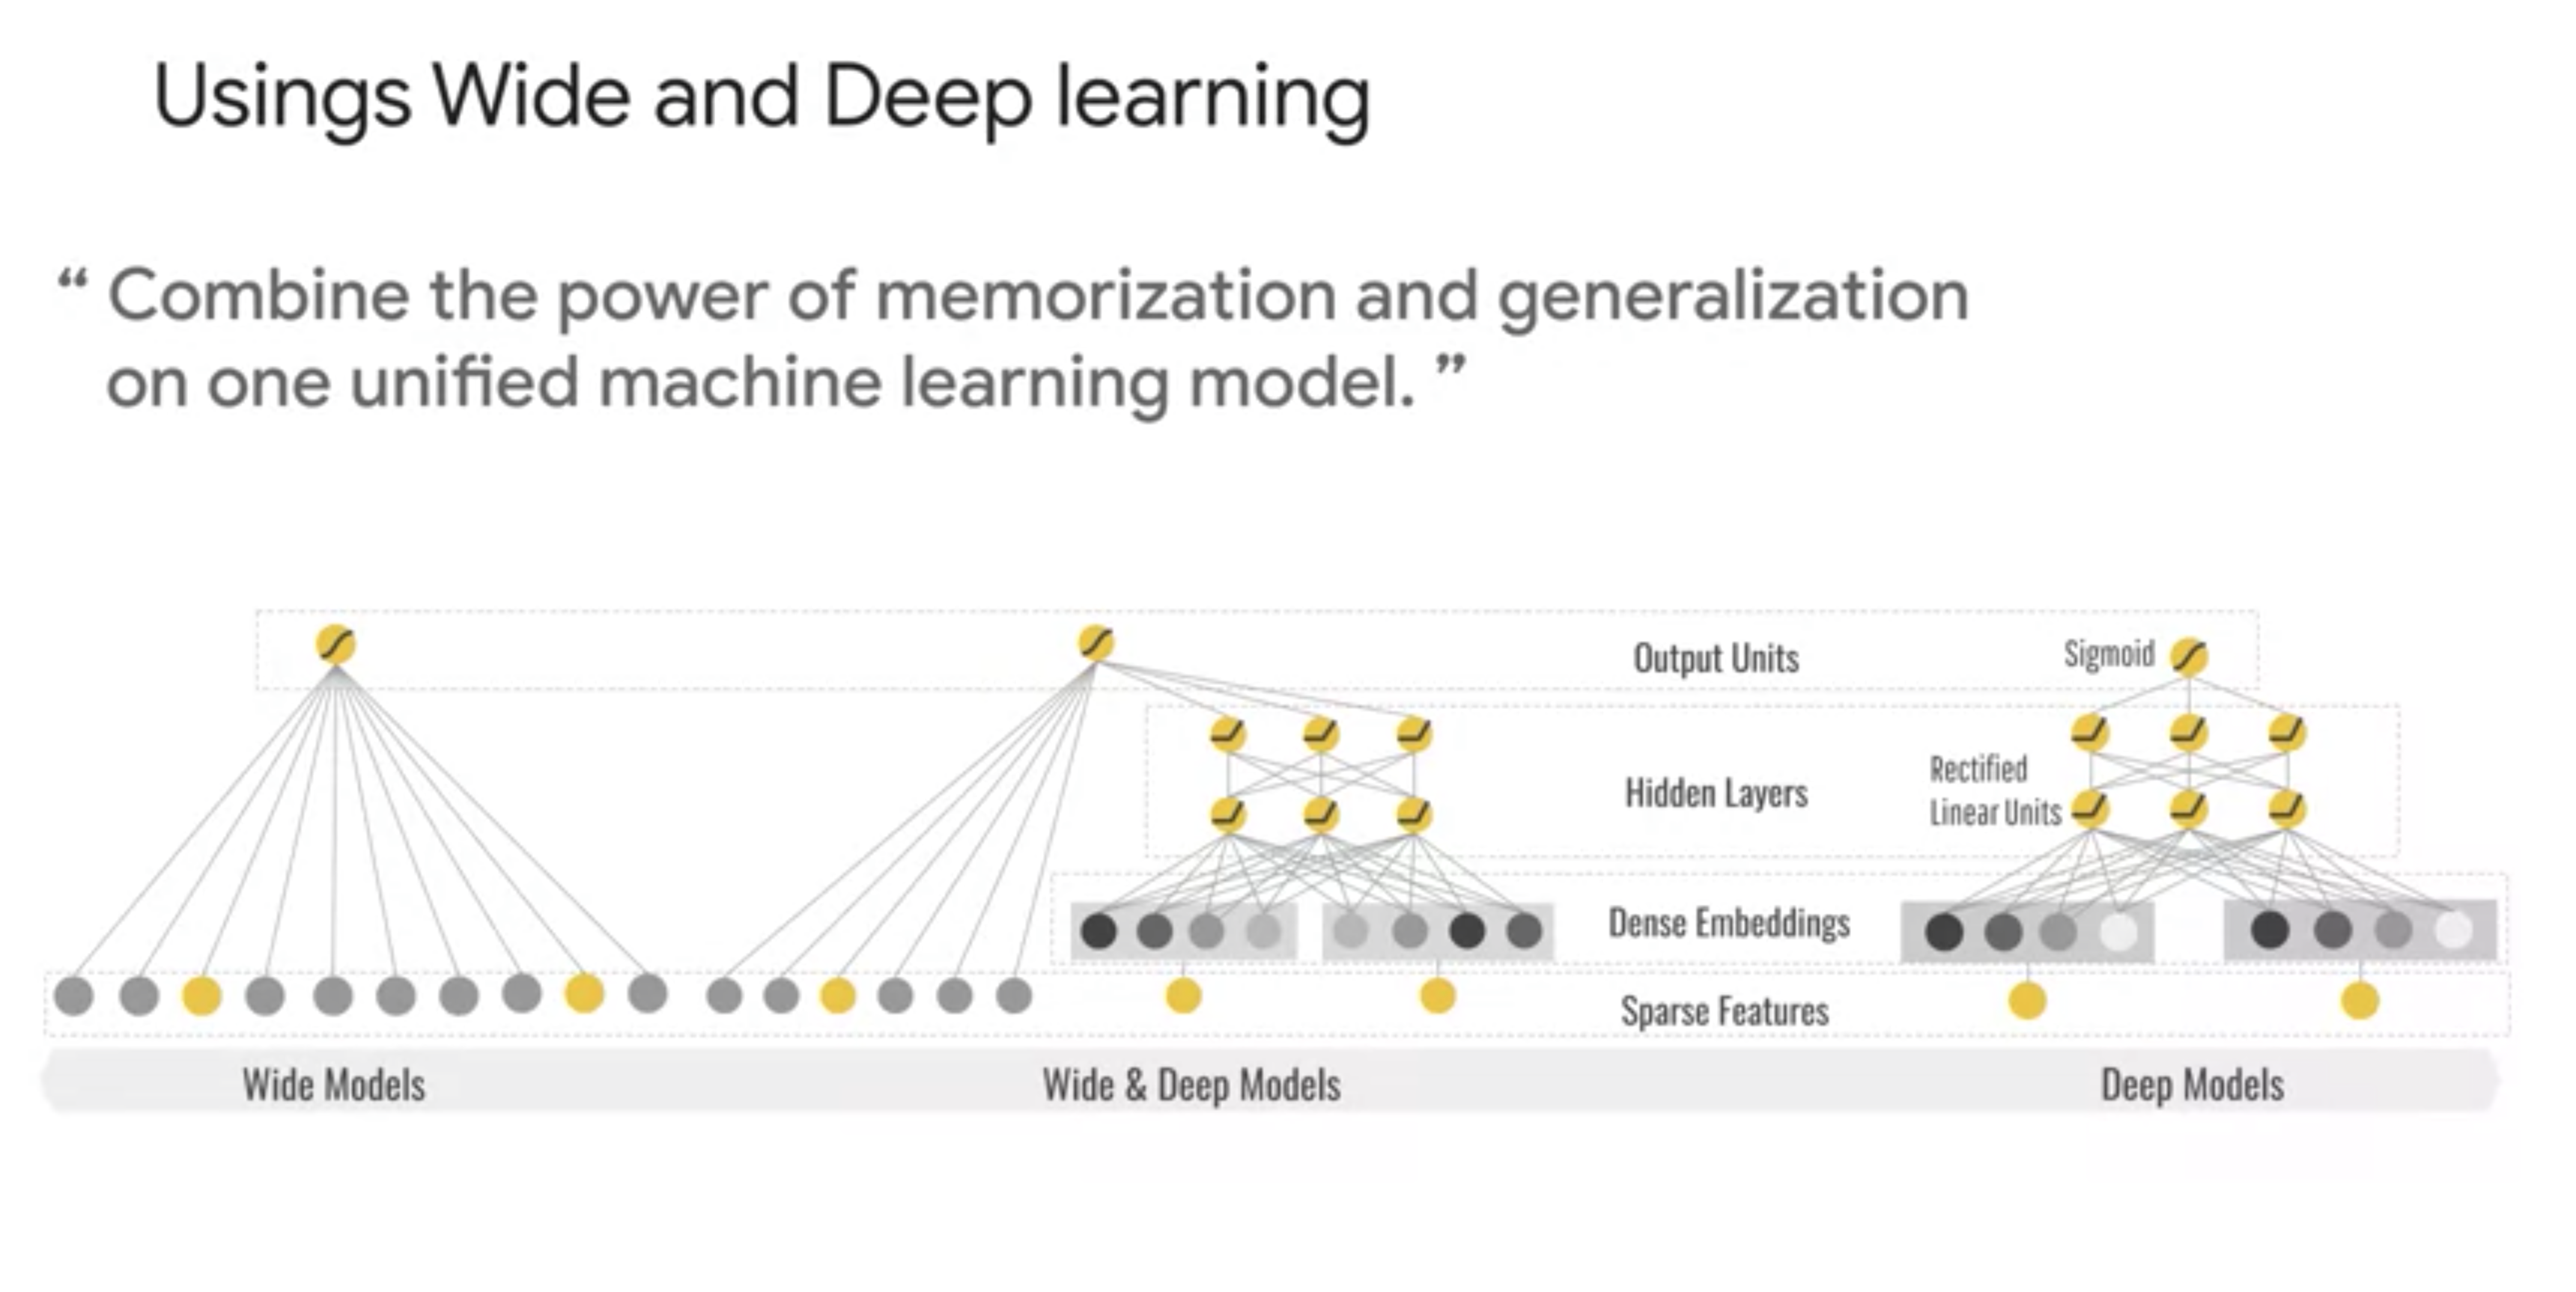 Usings Wide and Deep learning
“ Combine the power of memorization and generalization
on one unified machine learning model. ”
Output Units
Sigmoid
Hidden Layers
Rectified
Linear Units
Dense Embeddings
Sparse Features
Wide Models
Wide & Deep Models
Deep Models